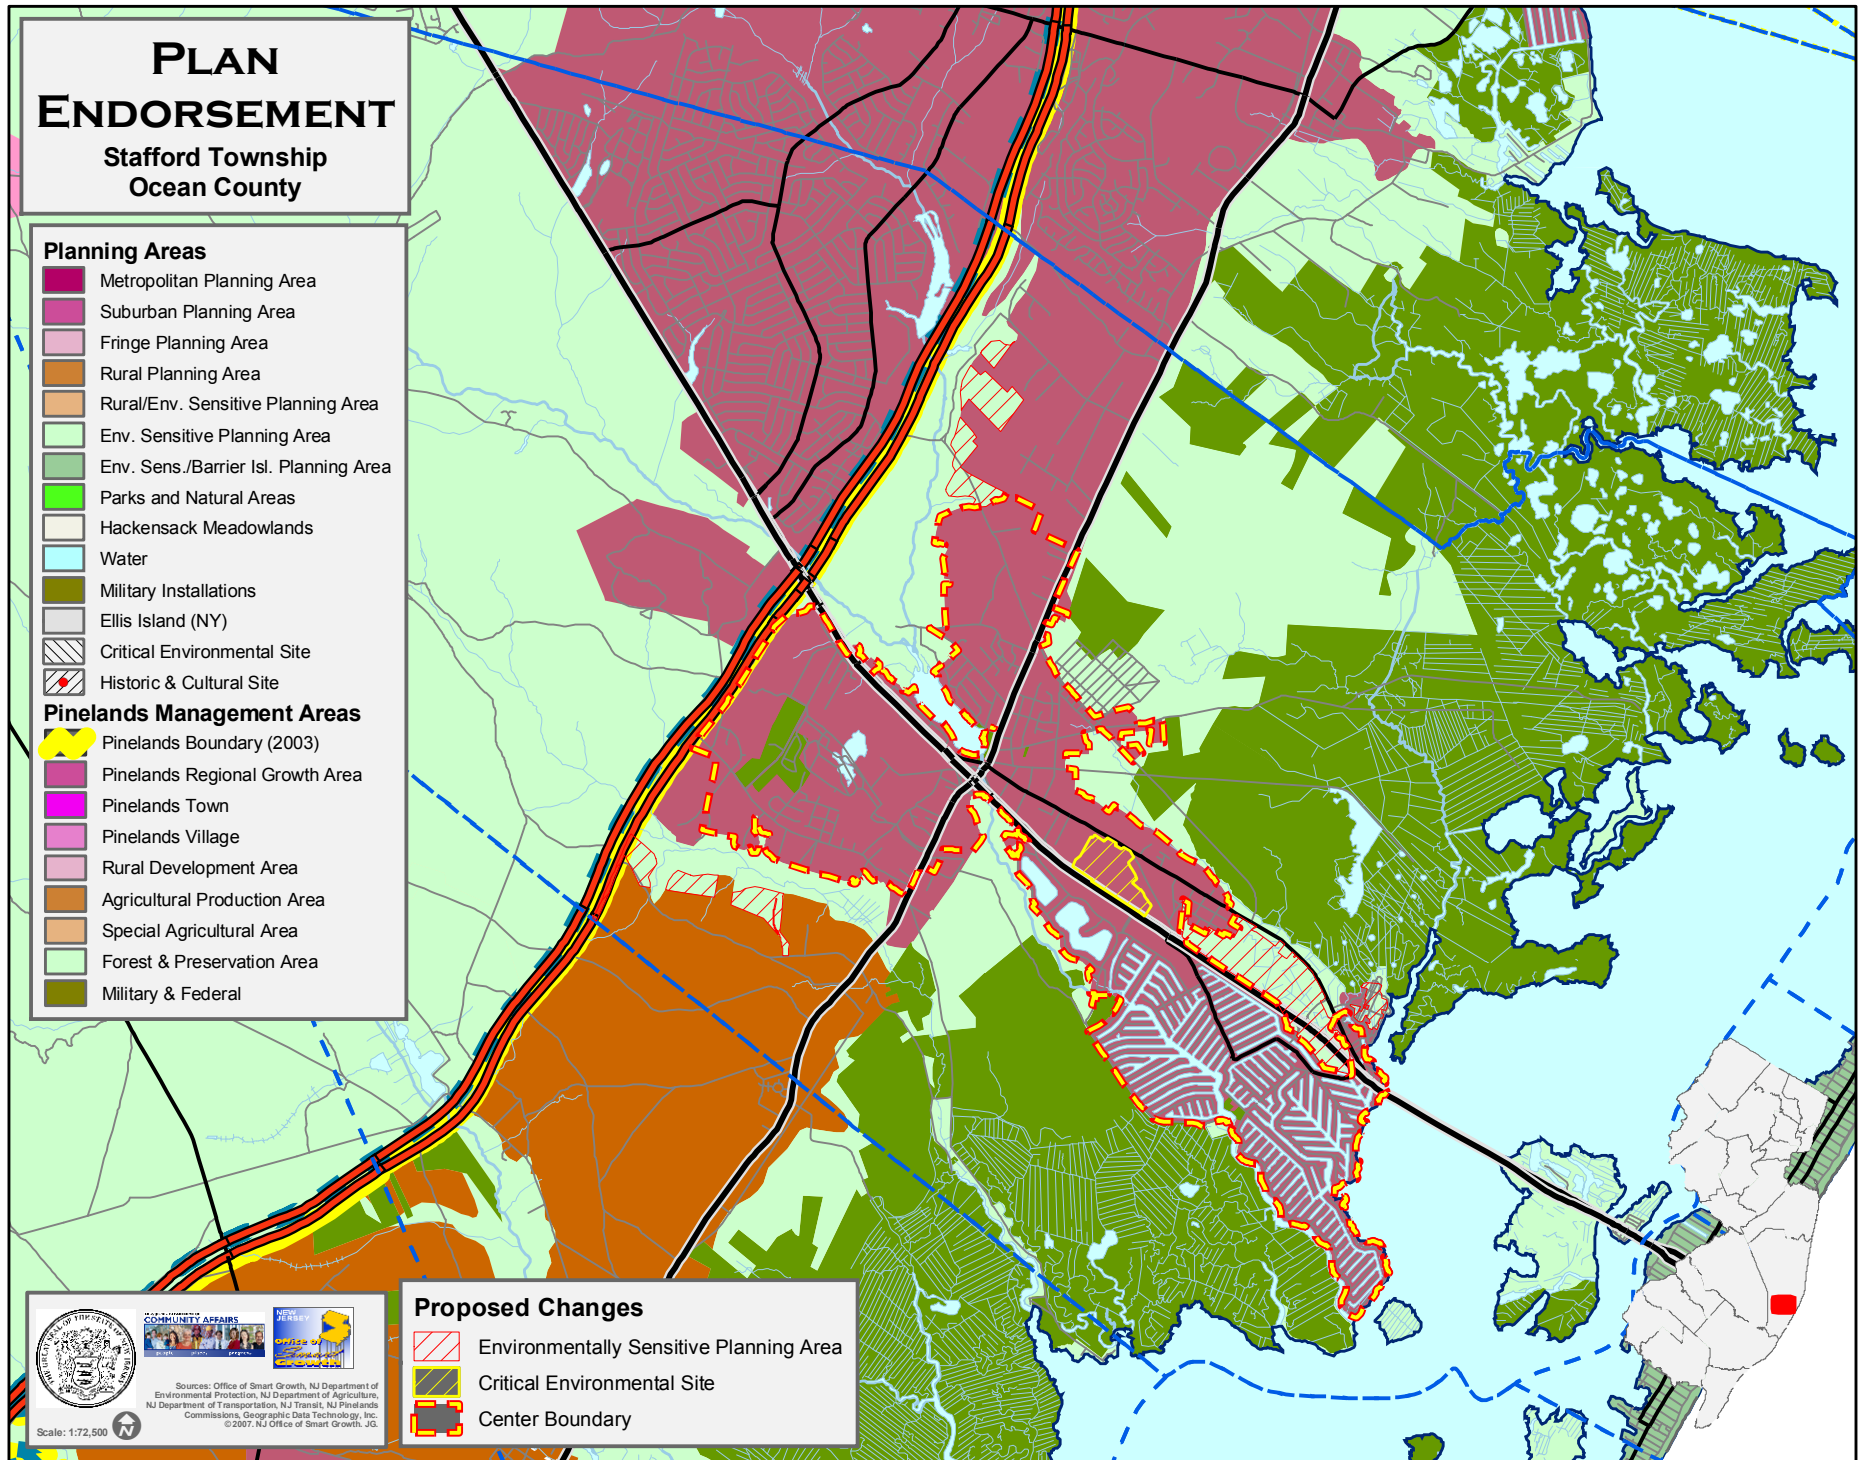 PLAN
ENDORSEMENT
Stafford Township
Ocean County
Planning Areas
Metropolitan Planning Area
Suburban Planning Area
Fringe Planning Area
Rural Planning Area
Rural/Env. Sensitive Planning Area
Env. Sensitive Planning Area
Env. Sens./Barrier Isl. Planning Area
Parks and Natural Areas
Hackensack Meadowlands
Water
Military Installations
Ellis Island (NY)
Critical Environmental Site
Historic & Cultural Site
Pinelands Management Areas
Pinelands Boundary (2003)
Pinelands Regional Growth Area
Pinelands Town
Pinelands Village
Rural Development Area
Agricultural Production Area
Special Agricultural Area
Forest & Preservation Area
Military & Federal
COMMUNITY AFFAIRS
NEW
JERSEY
Office of
Smart
Growth
Sources: Office of Smart Growth, NJ Department of
Environmental Protection, NJ Department of Agriculture,
NJ Department of Transportation, NJ Transit, NJ Pinelands
Commissions, Geographic Data Technology, Inc.
©2007. NJ Office of Smart Growth. JG.
Scale: 1:72,500
N
Proposed Changes
Environmentally Sensitive Planning Area
Critical Environmental Site
Center Boundary